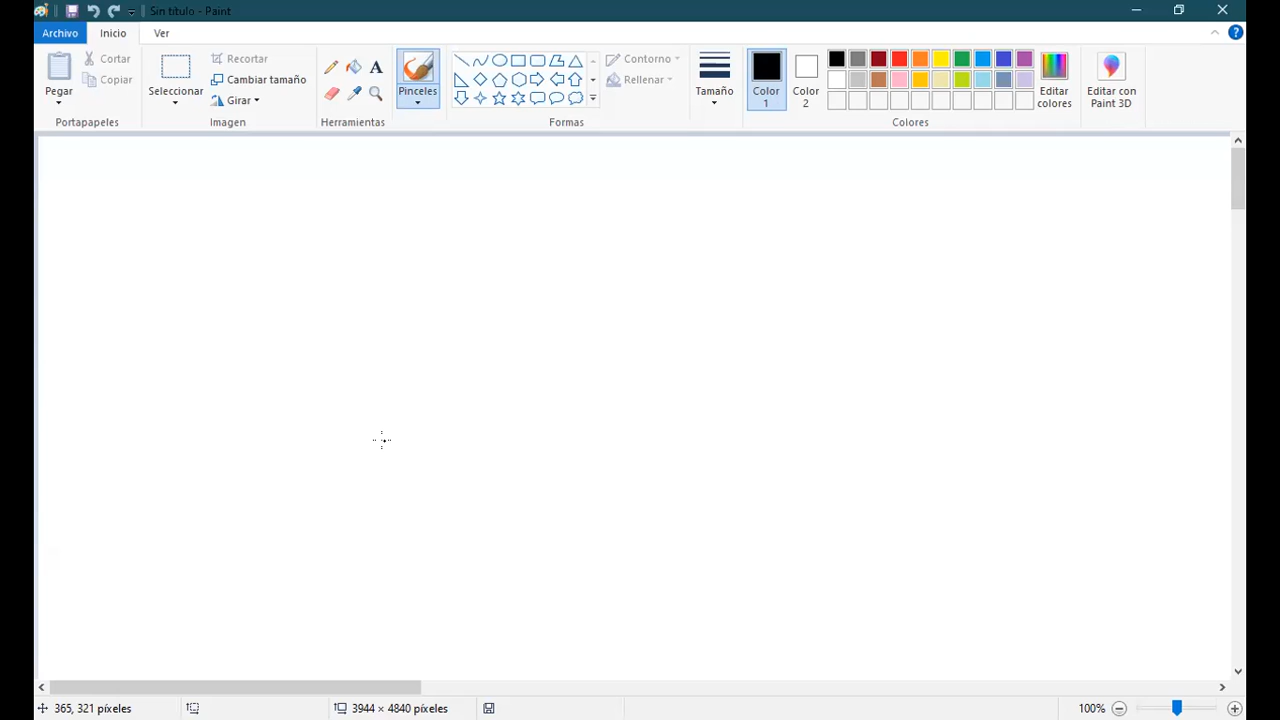 Sin título - Paint
Archivo Inicio Ver
Pegar
Cortar
Copiar
Portapapeles
Seleccionar
Recortar
Cambiar tamaño
Girar
Imagen
A
Herramientas
Pinceles
Contorno
Rellenar
Formas
Tamaño
Color
1
Color
2
Editar
colores
Colores
Editar con
Paint 3D
365, 321 píxeles
3944 × 4840 píxeles
100%